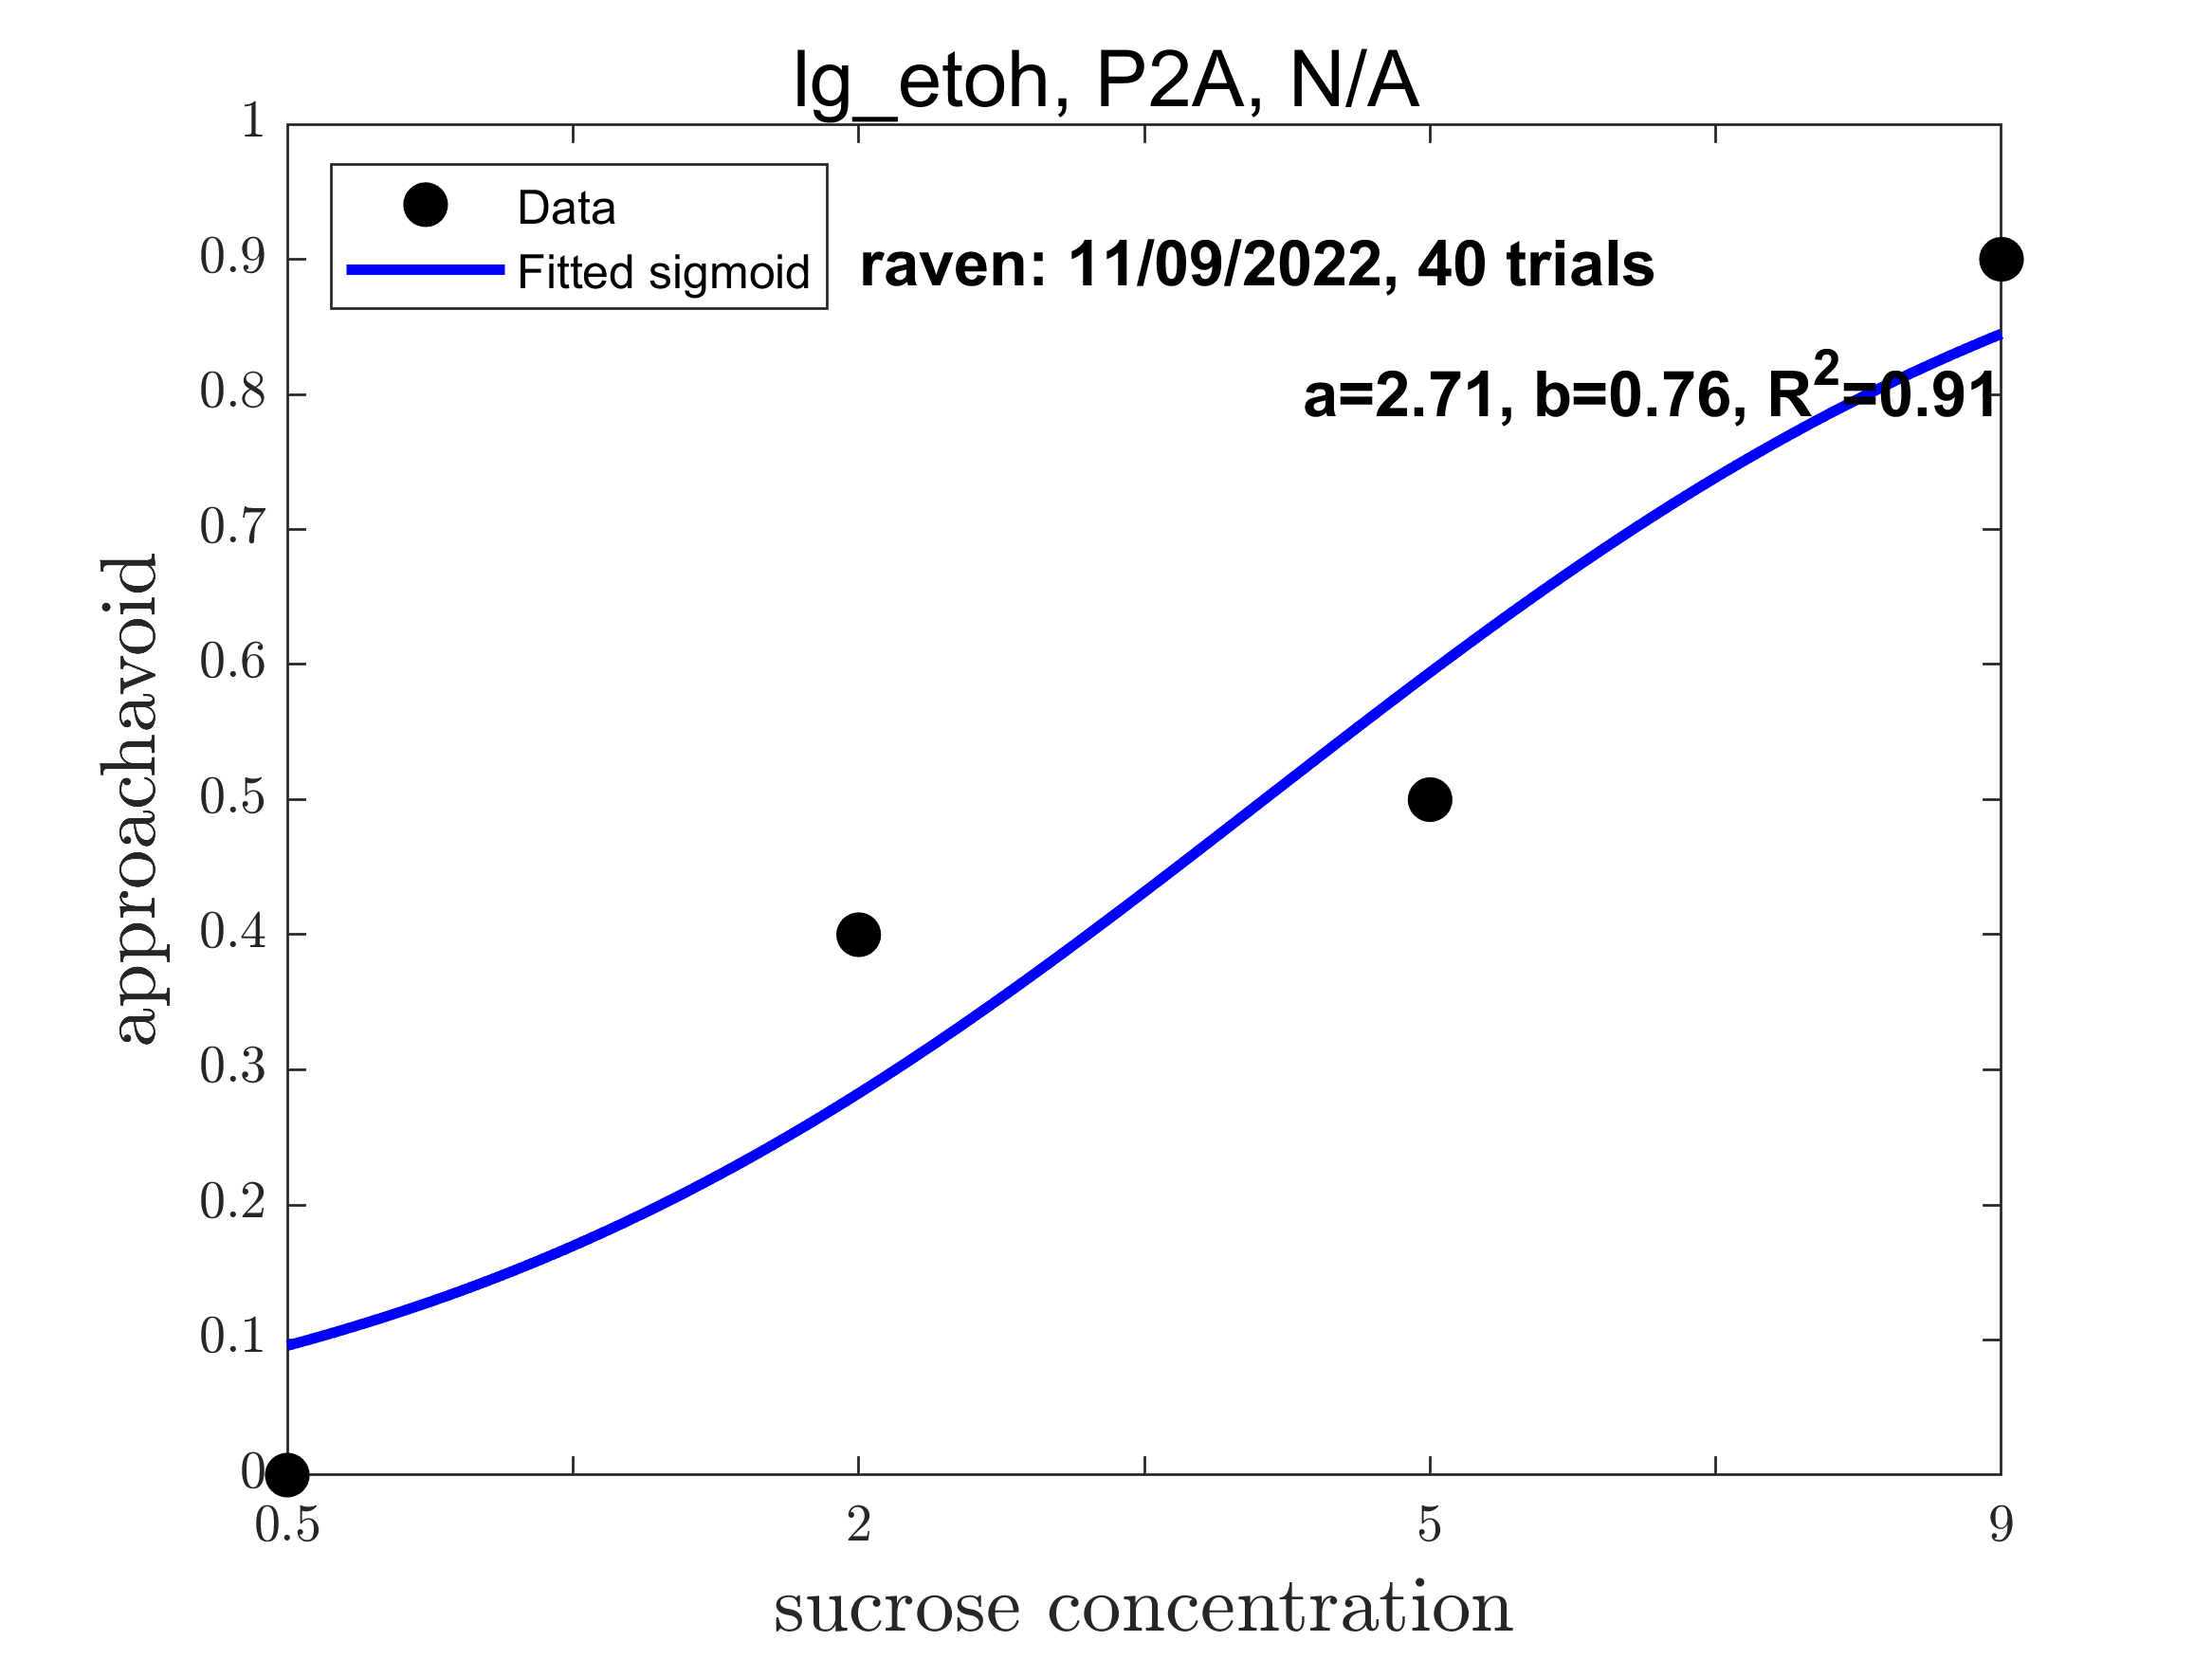 lg_etoh, P2A, N/A
Data
Fitted sigmoid
raven: 11/09/2022, 40 trials
a=2.71, b=0.76, R²=0.91
approachavoid
1
0.9
0.8
0.7
0.6
0.5
0.4
0.3
0.2
0.1
0
0.5 2 5 9
sucrose concentration